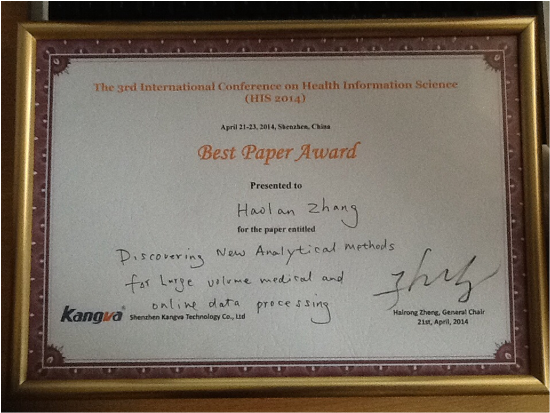 The 3rd International Conference on Health Information Science
(HIS 2014)
April 21-23, 2014, Shenzhen, China
Best Paper Award
Presented to
Haolan Zhang
for the paper entitled
Discovering New Analytical methods
for Large volume medical and
online data processing
Kangva Shenzhen Kangva Technology Co., Ltd
Hairong Zheng, General Chair
21st, April, 2014